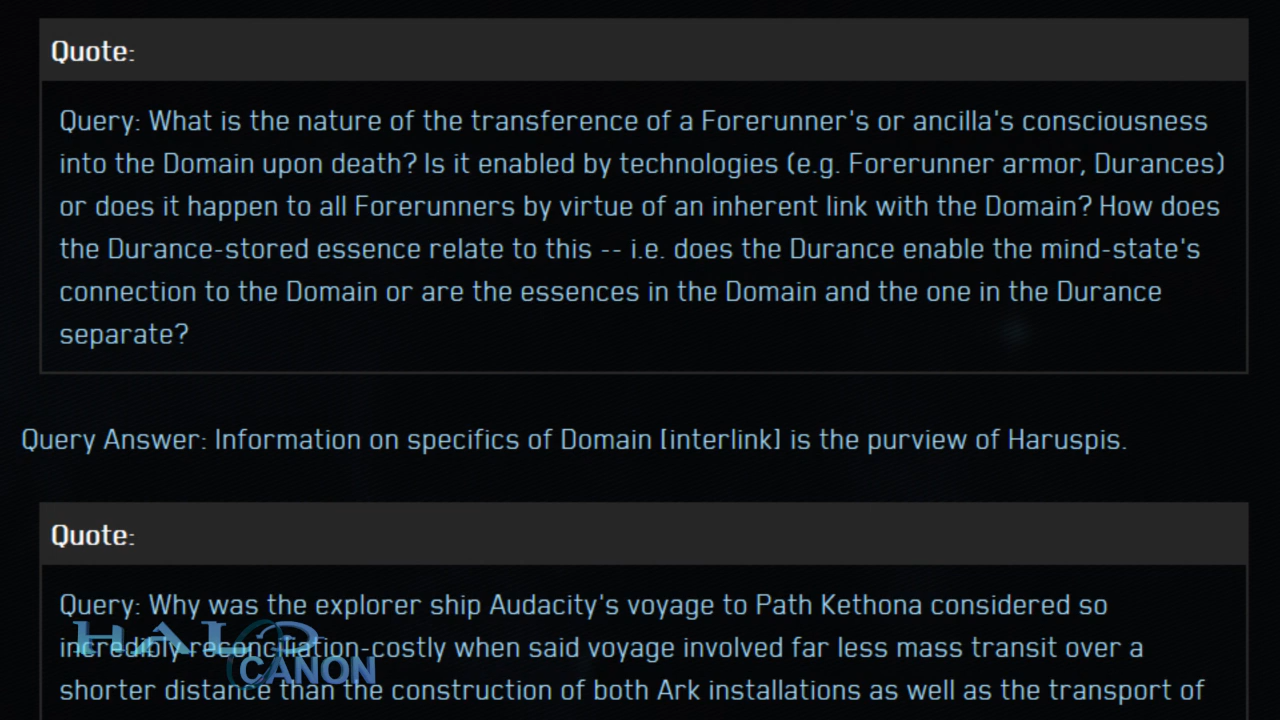 Quote:
Query: What is the nature of the transference of a Forerunner's or ancilla's consciousness
into the Domain upon death? Is it enabled by technologies (e.g. Forerunner armor, Durances)
or does it happen to all Forerunners by virtue of an inherent link with the Domain? How does
the Durance-stored essence relate to this -- i.e. does the Durance enable the mind-state's
connection to the Domain or are the essences in the Domain and the one in the Durance
separate?
Query Answer: Information on specifics of Domain [interlink] is the purview of Haruspis.
Quote:
Query: Why was the explorer ship Audacity's voyage to Path Kethona considered so
incredibly reconciliation-costly when said voyage involved far less mass transit over a
shorter distance than the construction of both Ark installations as well as the transport of
HALO
CANON